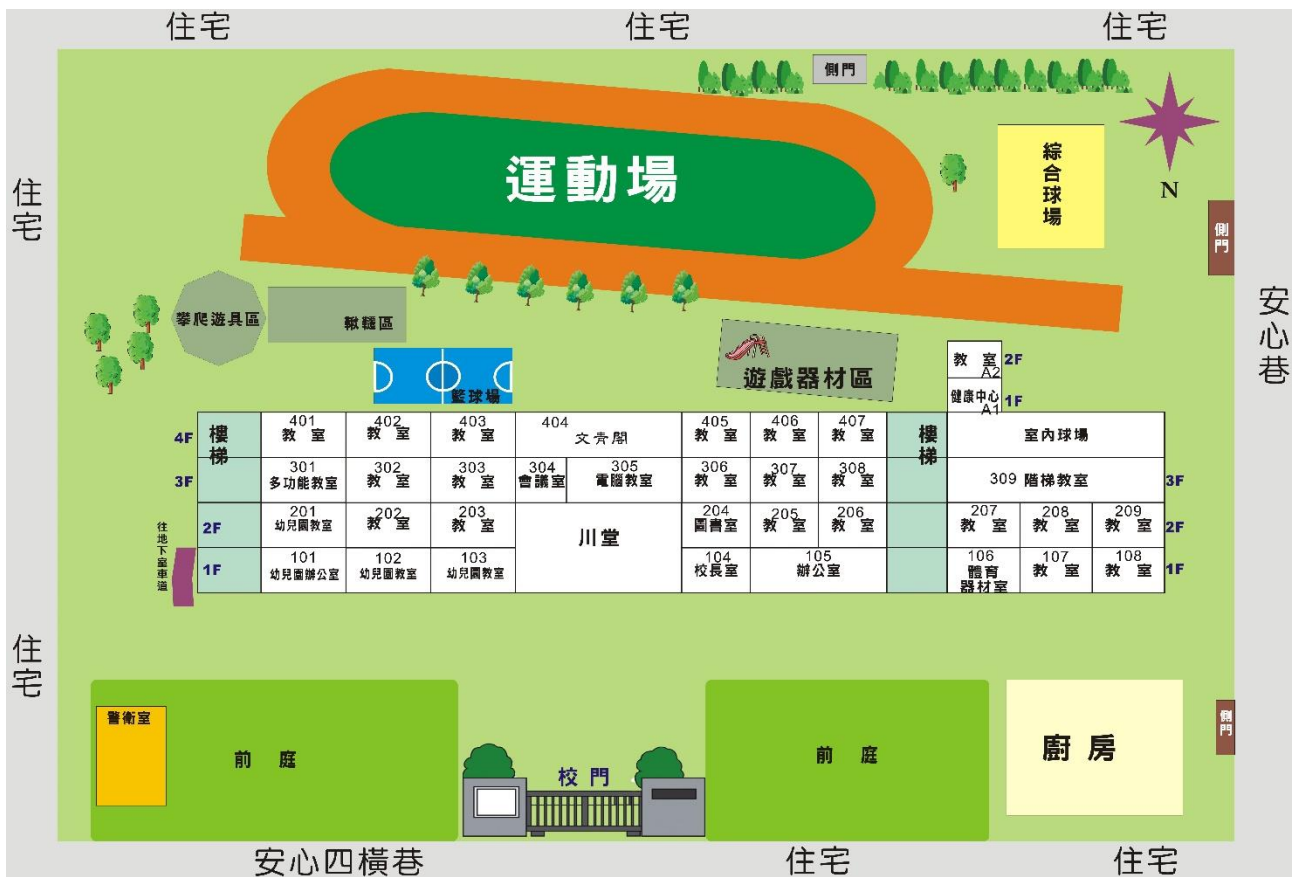 住宅
住宅
住宅
側門
住宅
運動場
綜合球場
N
側門
攀爬遊具區
鞦韆區
安心巷
遊戲器材區
籃球場
教室 2F
A2
健康中心 1F
A1
4F
樓梯
401
教室
402
教室
403
教室
404
文青閣
405
教室
406
教室
407
教室
樓梯
室內球場
3F
301
多功能教室
302
教室
303
教室
304
會議室
305
電腦教室
306
教室
307
教室
308
教室
309 階梯教室
3F
往地下室車道
2F
201
幼兒園教室
202
教室
203
教室
川堂
204
圖書室
205
教室
206
教室
207
教室
208
教室
209
教室
2F
1F
101
幼兒園辦公室
102
幼兒園教室
103
幼兒園教室
104
校長室
105
辦公室
106
體育
器材室
107
教室
108
教室
1F
住宅
警衛室
前庭
校門
前庭
廚房
側門
安心四橫巷
住宅
住宅